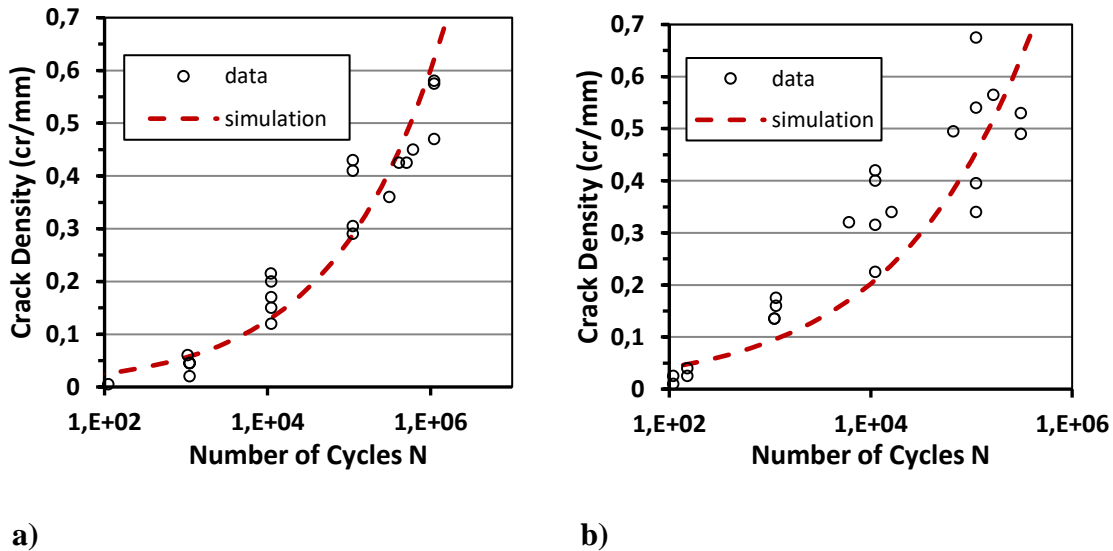 0,7
0,6
0,5
0,4
0,3
0,2
0,1
0
Crack Density (cr/mm)
data
simulation
1,E+02
1,E+04
1,E+06
Number of Cycles N
a)
0,7
0,6
0,5
0,4
0,3
0,2
0,1
0
Crack Density (cr/mm)
data
simulation
1,E+02
1,E+04
1,E+06
Number of Cycles N
b)